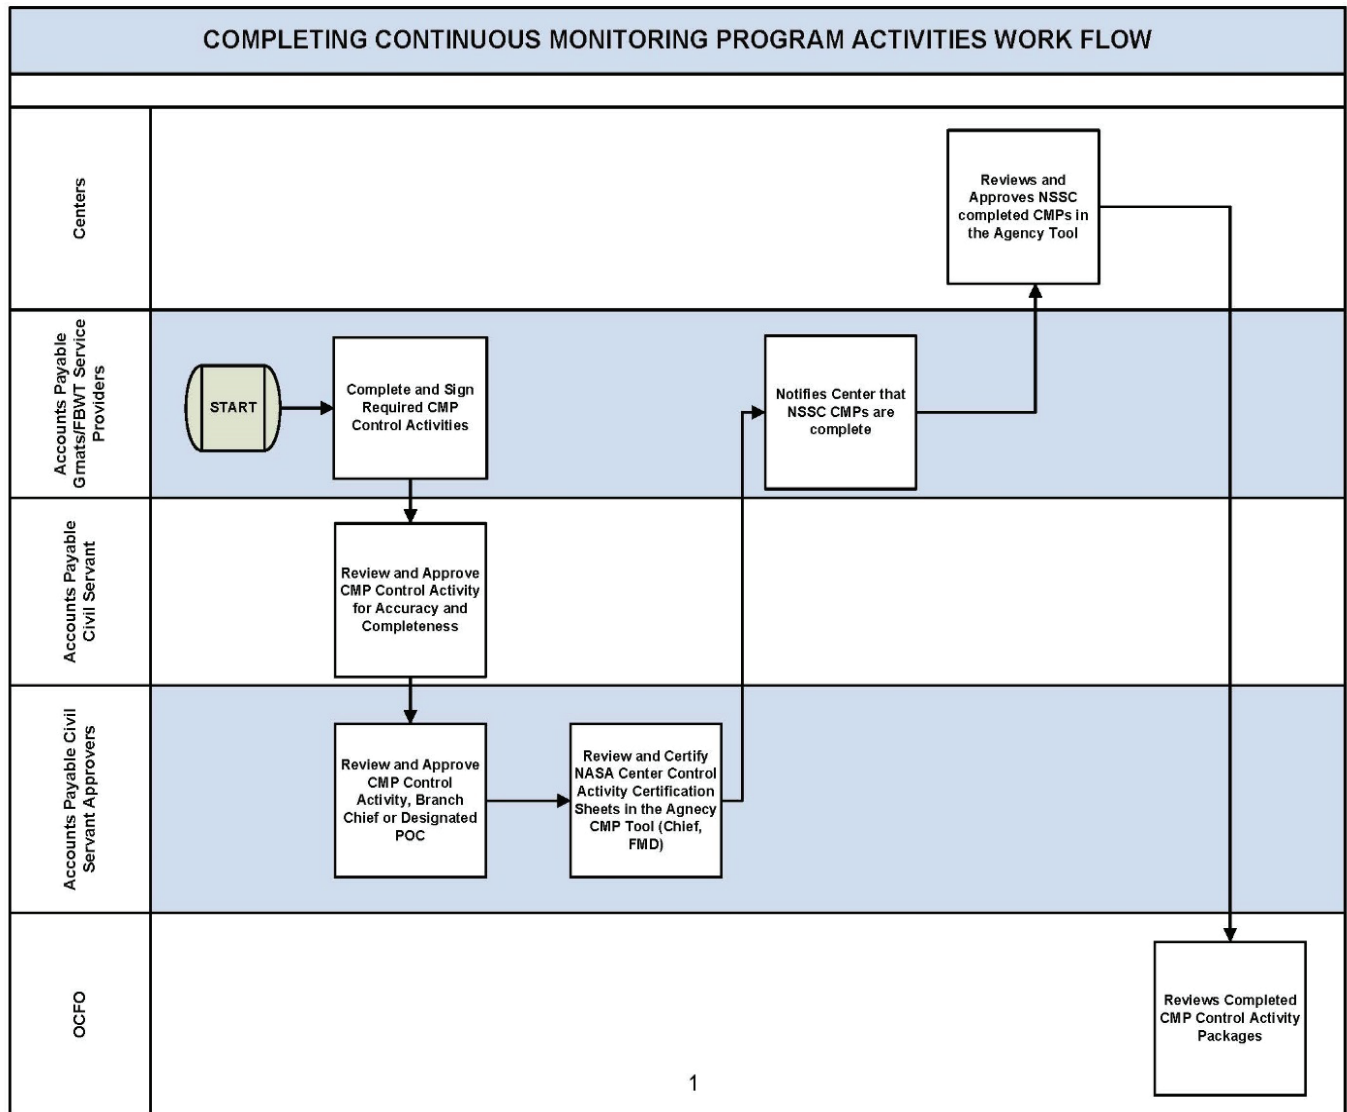 COMPLETING CONTINUOUS MONITORING PROGRAM ACTIVITIES WORK FLOW
Centers
Reviews and
Approves NSSC
completed CMPs in
the Agency Tool
Accounts Payable
Grnats/FBWT Service
Providers
START
Complete and Sign
Required CMP
Control Activities
Notifies Center that
NSSC CMPs are
complete
Accounts Payable
Civil Servant
Review and Approve
CMP Control Activity
for Accuracy and
Completeness
Accounts Payable Civil
Servant Approvers
Review and Approve
CMP Control
Activity, Branch
Chief or Designated
POC
Review and Certify
NASA Center Control
Activity Certification
Sheets in the Agnecy
CMP Tool (Chief,
FMD)
OCFO
Reviews Completed
CMP Control Activity
Packages
1